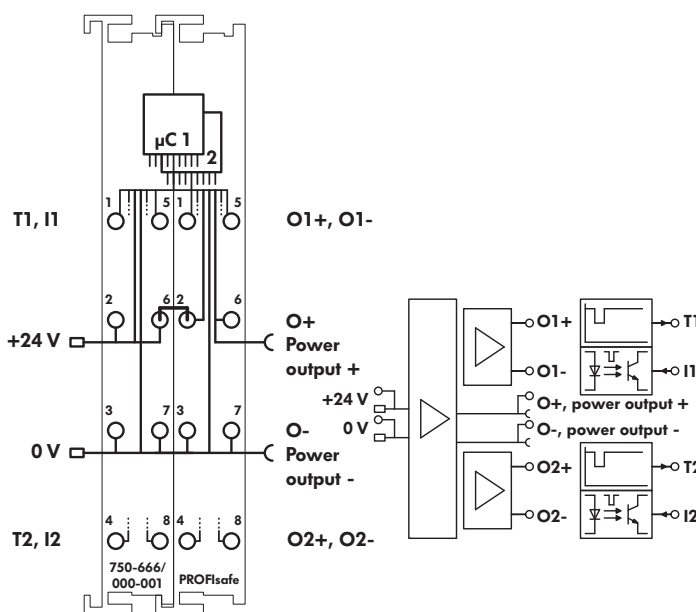 µC 1
2
1 5 1 5
T1, I1
O1+, O1-
2 6 2 6
+24 V
O+
Power
output +
3 7 3 7
0 V
O-
Power
output -
4 8 4 8
T2, I2
O2+, O2-
750-666/
000-001
PROFIsafe
O1+
T1
O1-
I1
+24 V
O+, power output +
0 V
O-, power output -
O2+
T2
O2-
I2